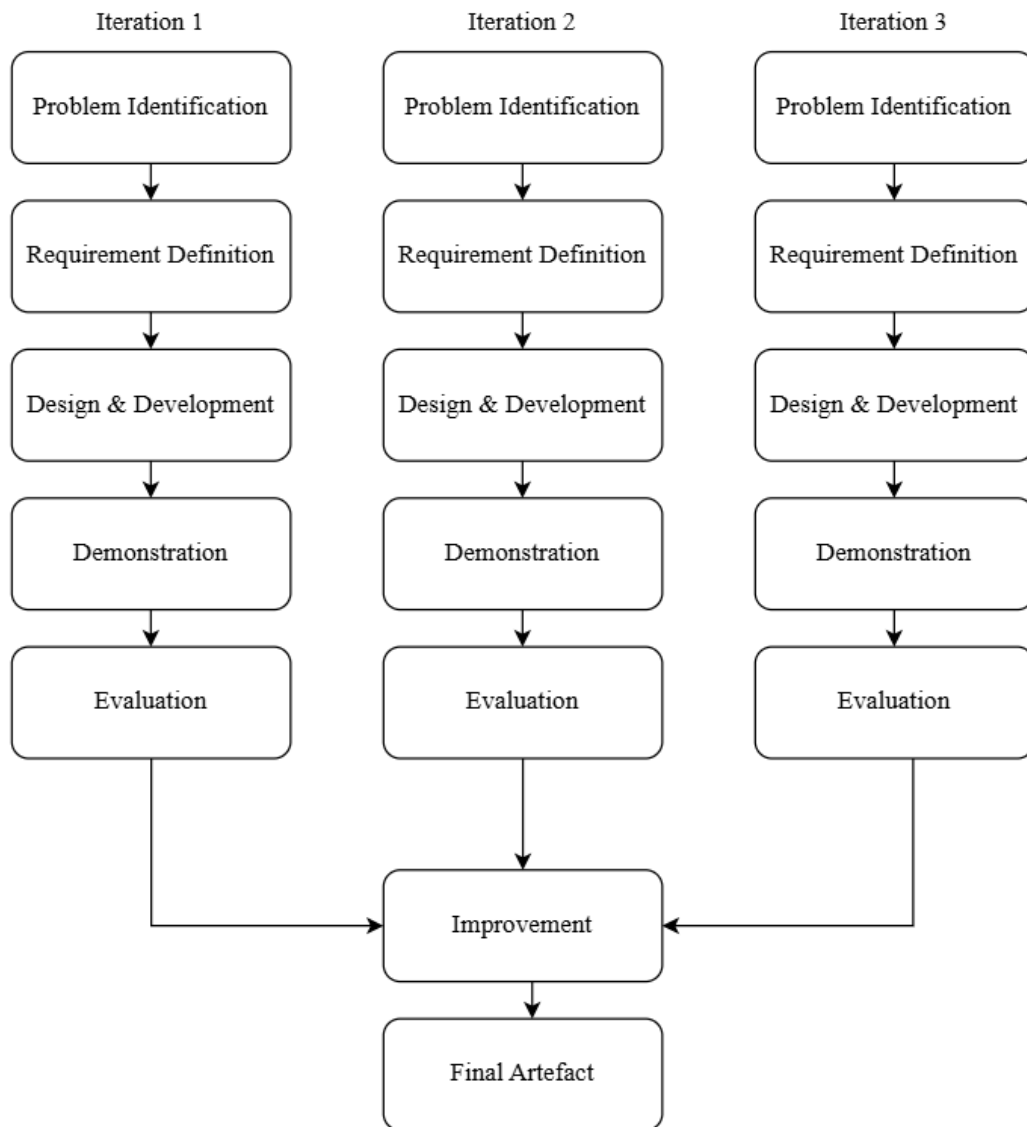 Iteration 1
Iteration 2
Iteration 3
Problem Identification
Problem Identification
Problem Identification
Requirement Definition
Requirement Definition
Requirement Definition
Design & Development
Design & Development
Design & Development
Demonstration
Demonstration
Demonstration
Evaluation
Evaluation
Evaluation
Improvement
Final Artefact